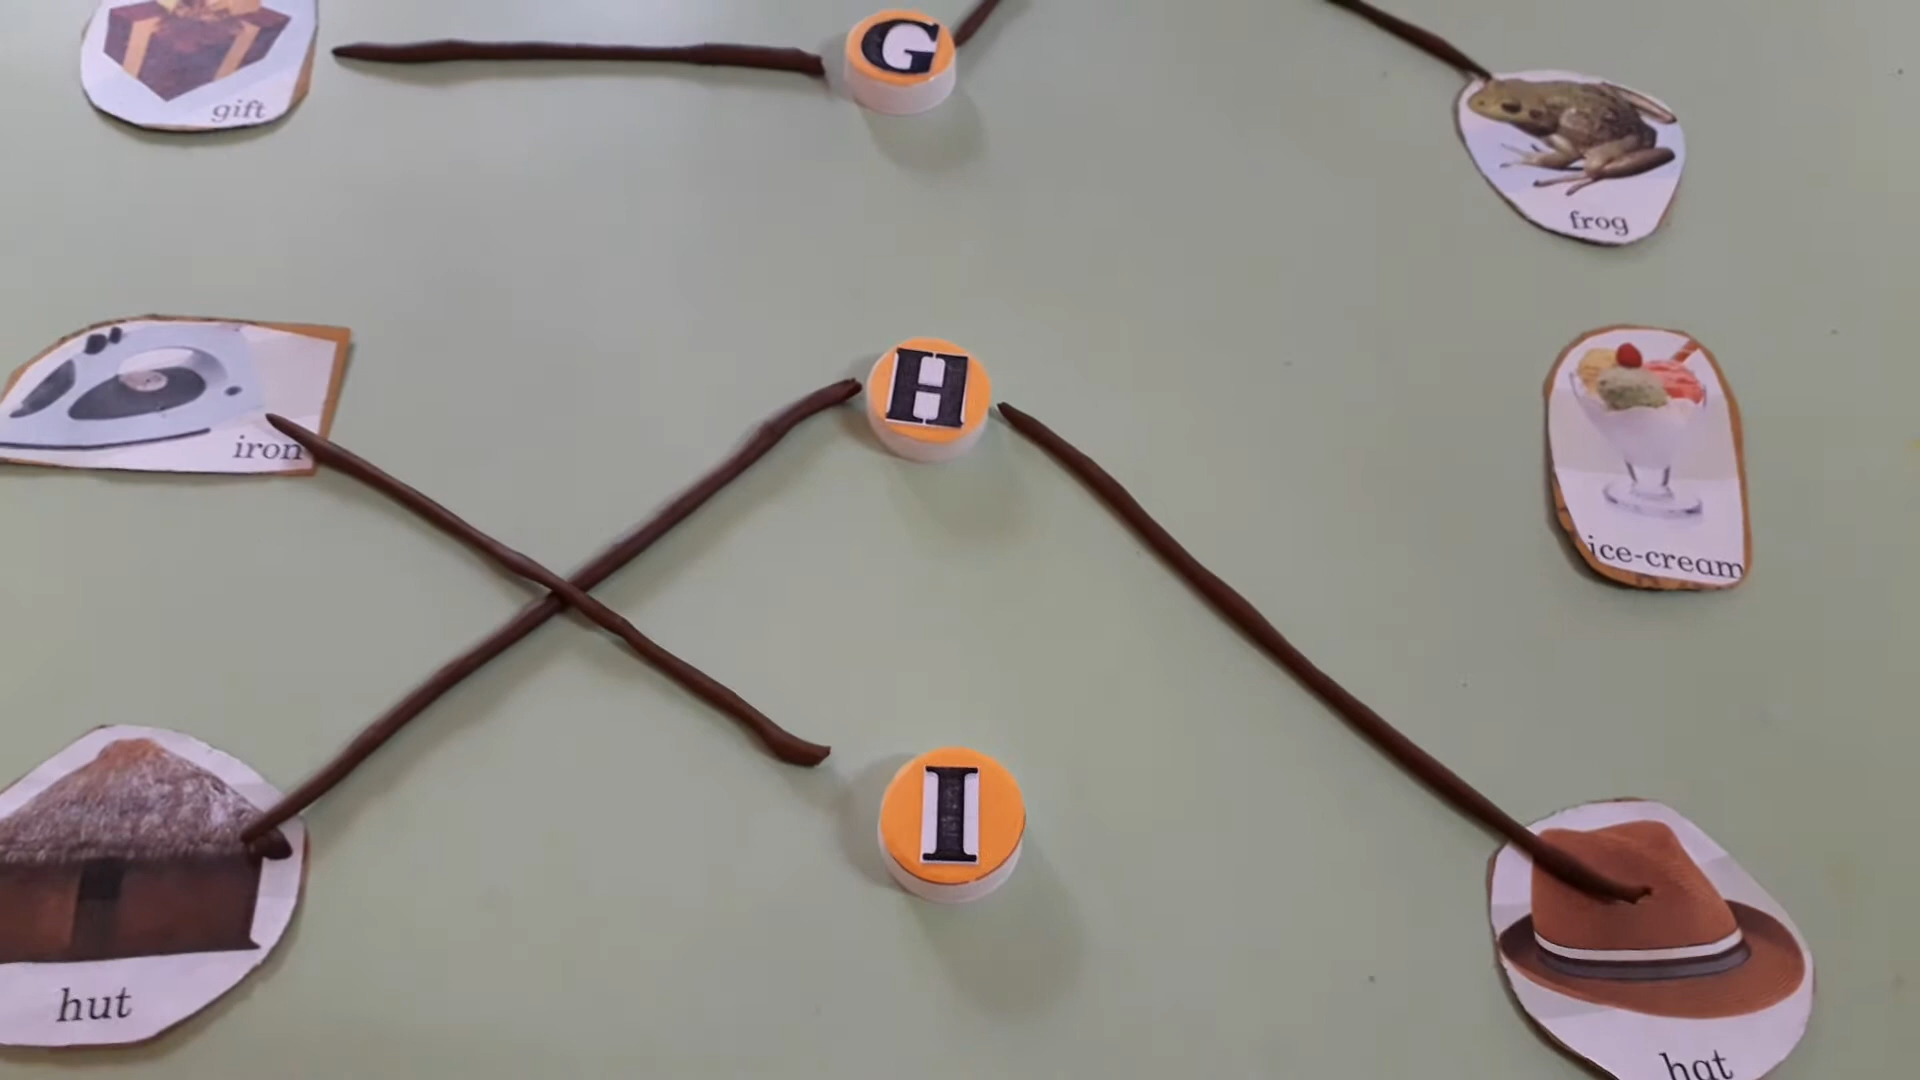 G
gift
frog
H
iron
ice-cream
I
hut
hat